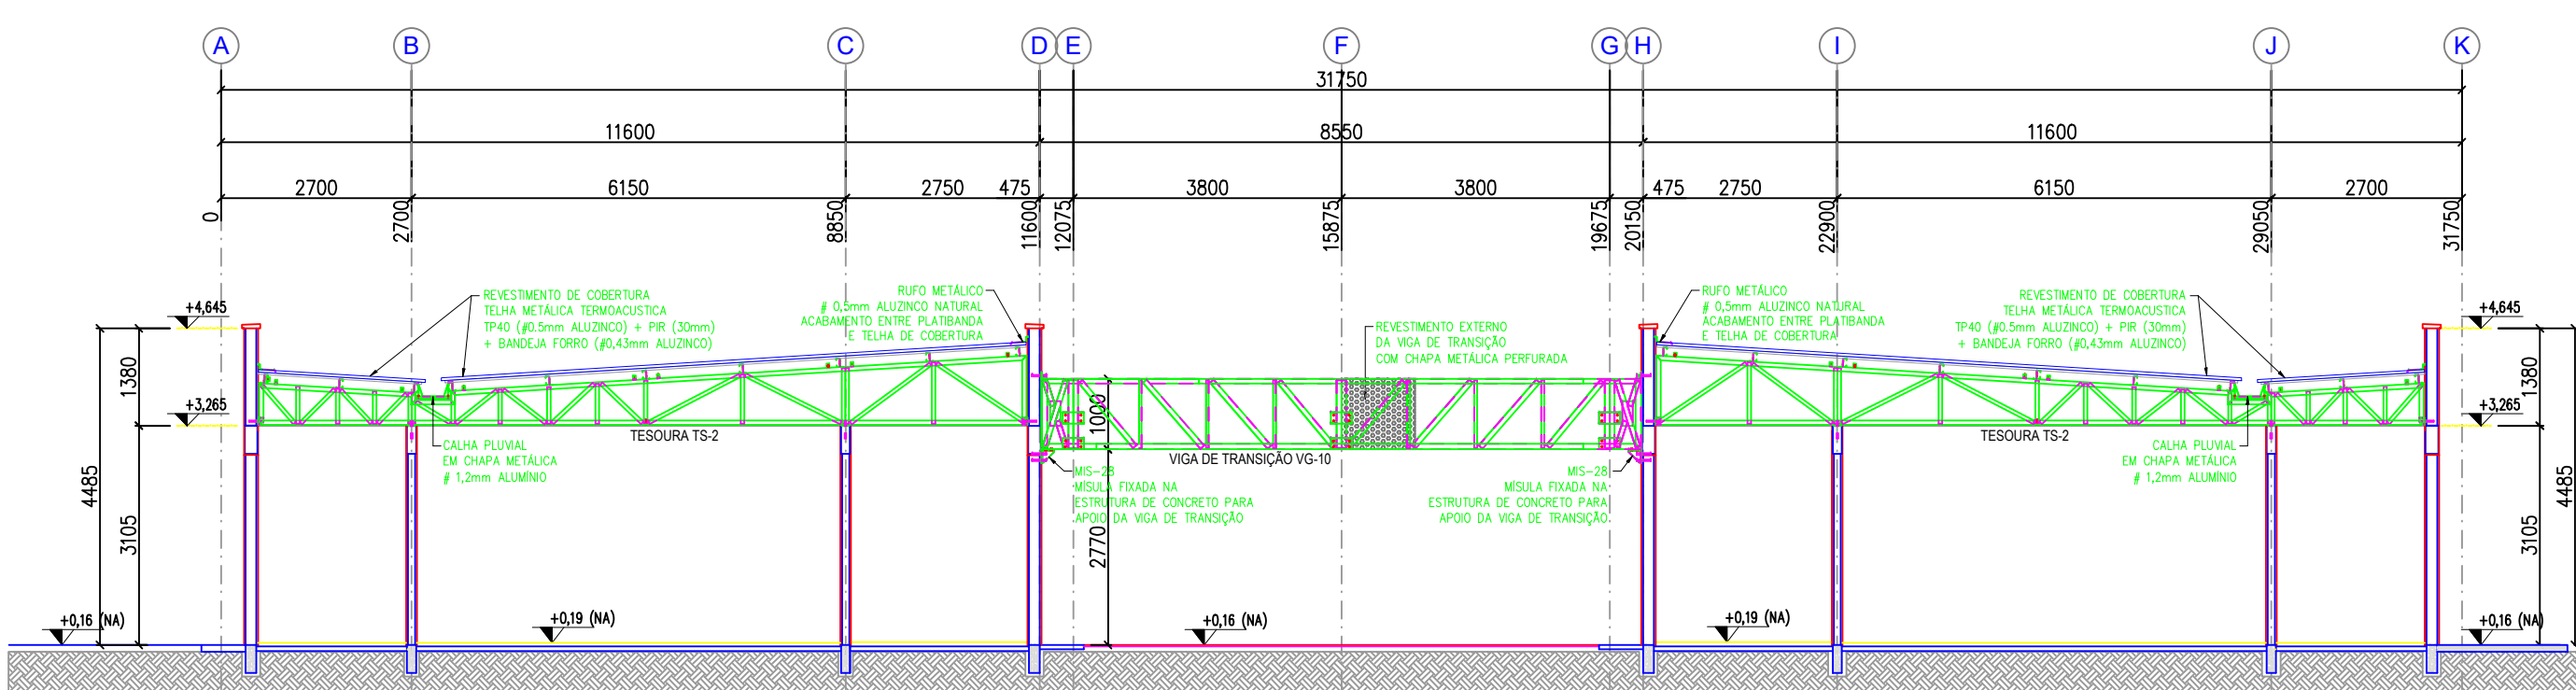 A B C D E F G H I J K
31750
11600 8550 11600
2700 6150 2750 475 3800 3800 475 2750 6150 2700
0 2700 8850 11600 12075 15875 19675 20150 22900 29050 31750
+4,645
REVESTIMENTO DE COBERTURA
TELHA METÁLICA TERMOACUSTICA
TP40 (#0.5mm ALUZINCO) + PIR (30mm)
+ BANDEJA FORRO (#0,43mm ALUZINCO)
RUFO METÁLICO
# 0,5mm ALUZINCO NATURAL
ACABAMENTO ENTRE PLATIBANDA
E TELHA DE COBERTURA
REVESTIMENTO EXTERNO
DA VIGA DE TRANSIÇÃO
COM CHAPA METÁLICA PERFURADA
RUFO METÁLICO
# 0,5mm ALUZINCO NATURAL
ACABAMENTO ENTRE PLATIBANDA
E TELHA DE COBERTURA
REVESTIMENTO DE COBERTURA
TELHA METÁLICA TERMOACUSTICA
TP40 (#0.5mm ALUZINCO) + PIR (30mm)
+ BANDEJA FORRO (#0,43mm ALUZINCO)
+4,645
1380
+3,265
1000
1380
+3,265
TESOURA TS-2
CALHA PLUVIAL
EM CHAPA METÁLICA
# 1,2mm ALUMÍNIO
VIGA DE TRANSIÇÃO VG-10
MIS-28
MÍSULA FIXADA NA
ESTRUTURA DE CONCRETO PARA
APOIO DA VIGA DE TRANSIÇÃO
MIS-28
MÍSULA FIXADA NA
ESTRUTURA DE CONCRETO PARA
APOIO DA VIGA DE TRANSIÇÃO
TESOURA TS-2
CALHA PLUVIAL
EM CHAPA METÁLICA
# 1,2mm ALUMÍNIO
4485
3105
2770
3105
4485
+0,16 (NA)
+0,19 (NA)
+0,16 (NA)
+0,19 (NA)
+0,16 (NA)